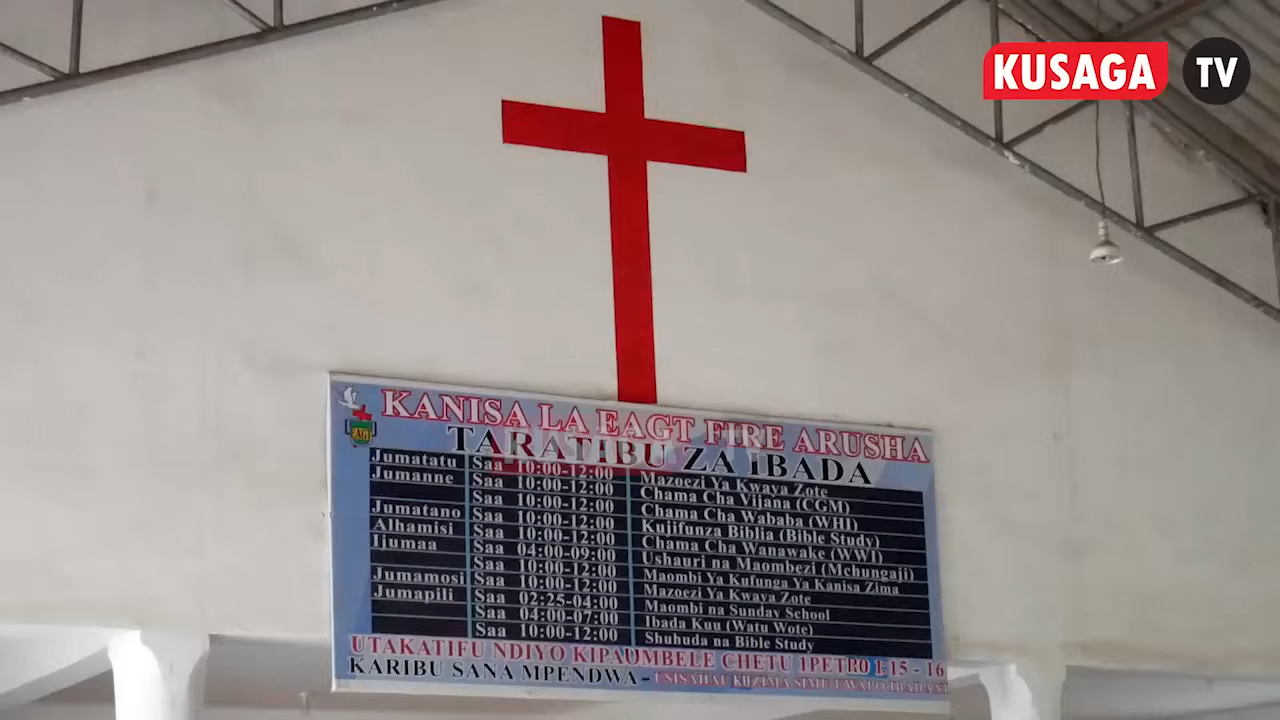 KUSAGA TV
KANISA LA EAGT FIRE ARUSHA
EAGT
TARATIBU ZA IBADA
Jumatatu Saa 10:00-12:00 Mazoezi Ya Kwaya Zote
Jumanne Saa 10:00-12:00 Chama Cha Vijana (CGM)
Saa 10:00-12:00 Chama Cha Wababa (WHI)
Jumatano Saa 10:00-12:00 Kujifunza Biblia (Bible Study)
Alhamisi Saa 10:00-12:00 Chama Cha Wanawake (WWI)
Ijumaa Saa 04:00-09:00 Ushauri na Maombezi (Mchungaji)
Saa 10:00-12:00 Maombi Ya Kufunga Ya Kanisa Zima
Jumamosi Saa 10:00-12:00 Mazoezi Ya Kwaya Zote
Jumapili Saa 02:25-04:00 Maombi na Sunday School
Saa 04:00-07:00 Ibada Kuu (Watu Wote)
Saa 10:00-12:00 Shuhuda na Bible Study
UTAKATIFU NDIYO KIPAUMBELE CHETU 1PETRO 1:15 - 16
KARIBU SANA MPENDWA - USISAHAU KUZIMA SIMU UWAPO IBADANI